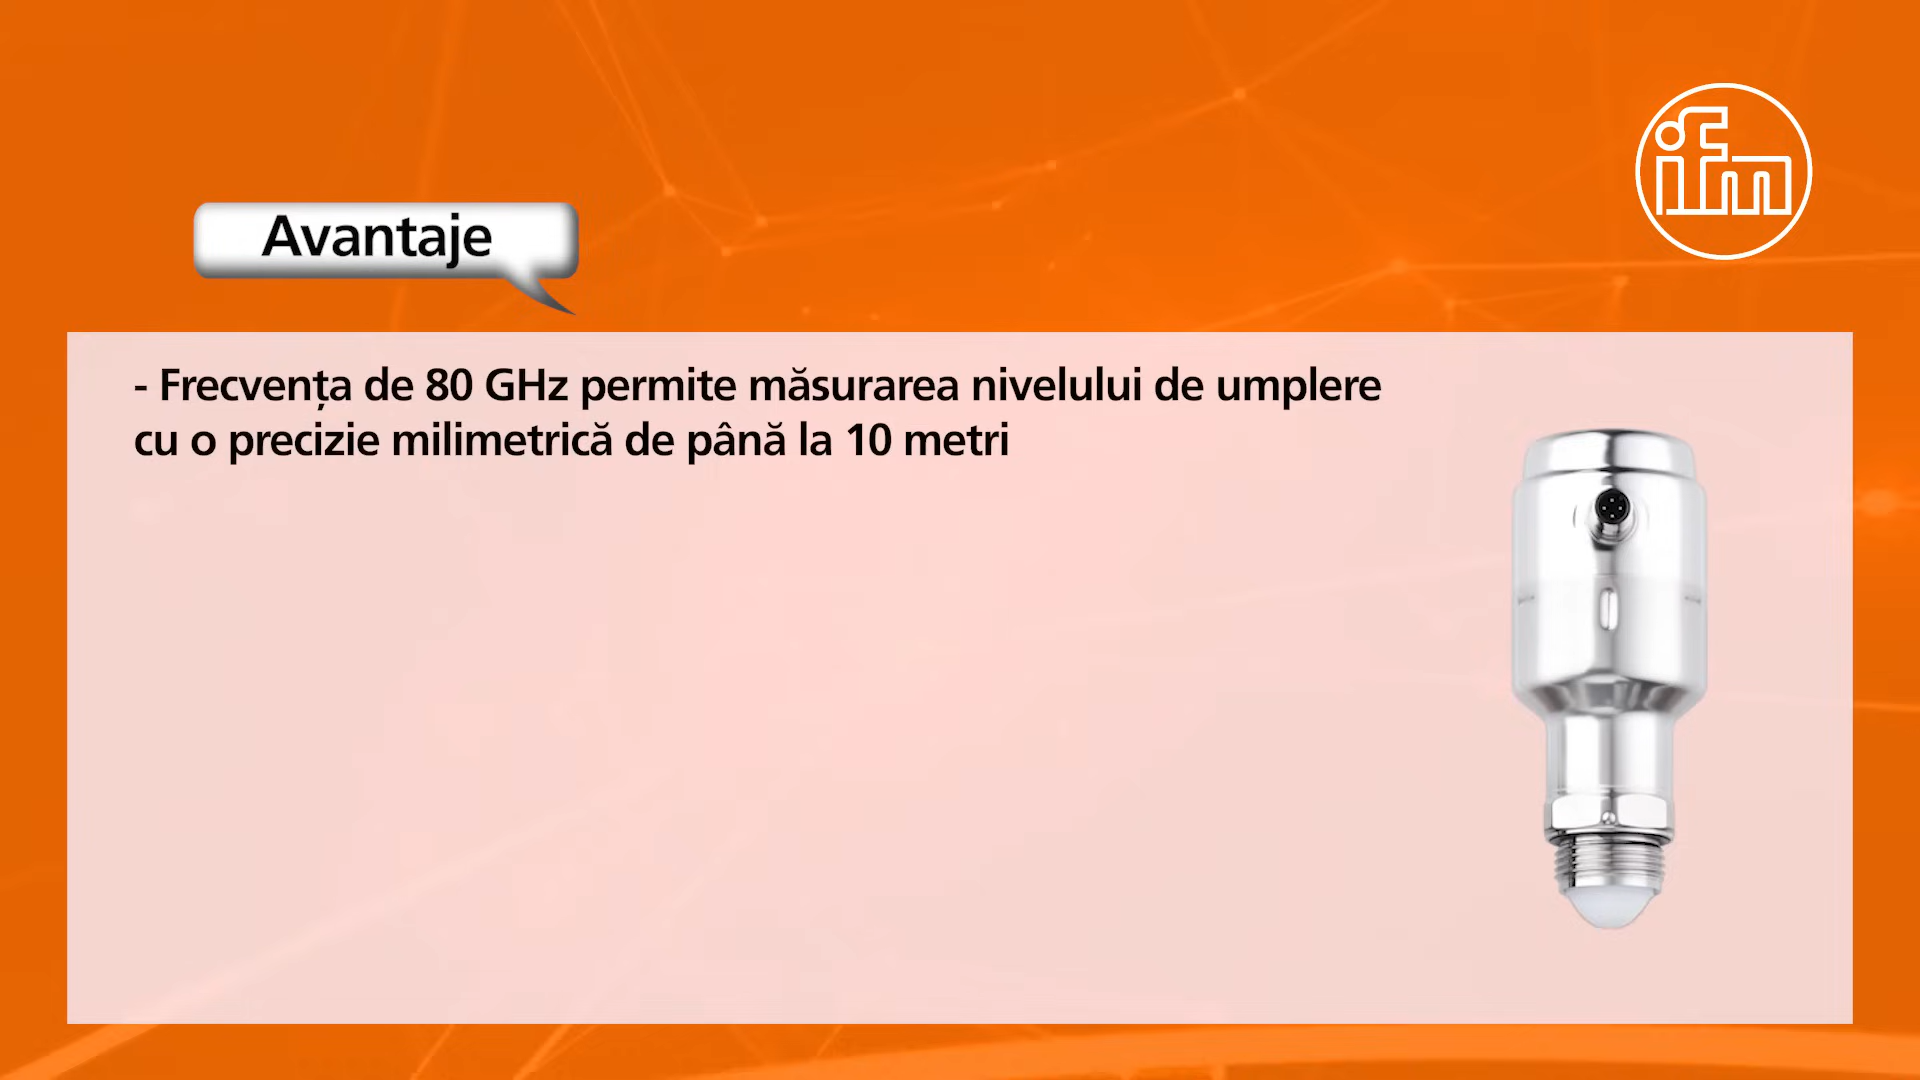 ifm
Avantaje
- Frecvența de 80 GHz permite măsurarea nivelului de umplere
cu o precizie milimetrică de până la 10 metri